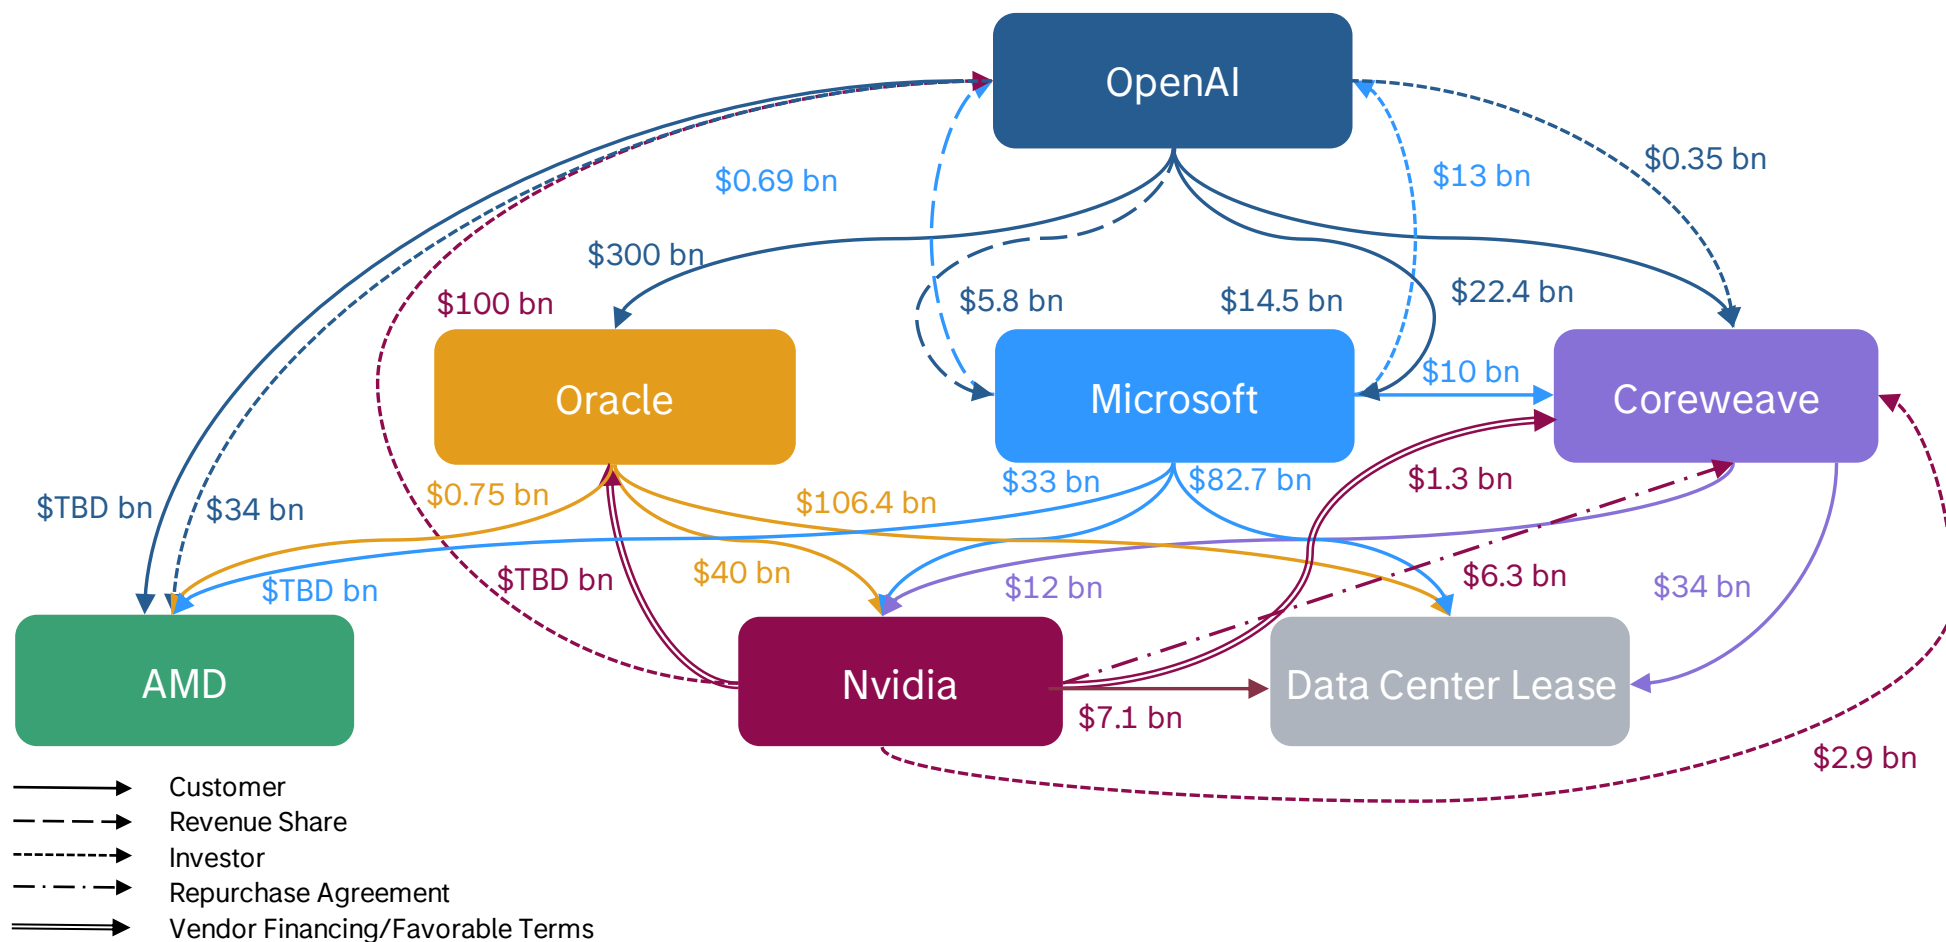 OpenAI
$0.69 bn
$13 bn
$0.35 bn
$300 bn
$100 bn
$5.8 bn
$14.5 bn
$22.4 bn
$10 bn
Oracle
Microsoft
Coreweave
$TBD bn
$34 bn
$0.75 bn
$106.4 bn
$33 bn
$82.7 bn
$1.3 bn
$TBD bn
$TBD bn
$40 bn
$12 bn
$6.3 bn
$34 bn
AMD
Nvidia
Data Center Lease
$7.1 bn
$2.9 bn
Customer
Revenue Share
Investor
Repurchase Agreement
Vendor Financing/Favorable Terms